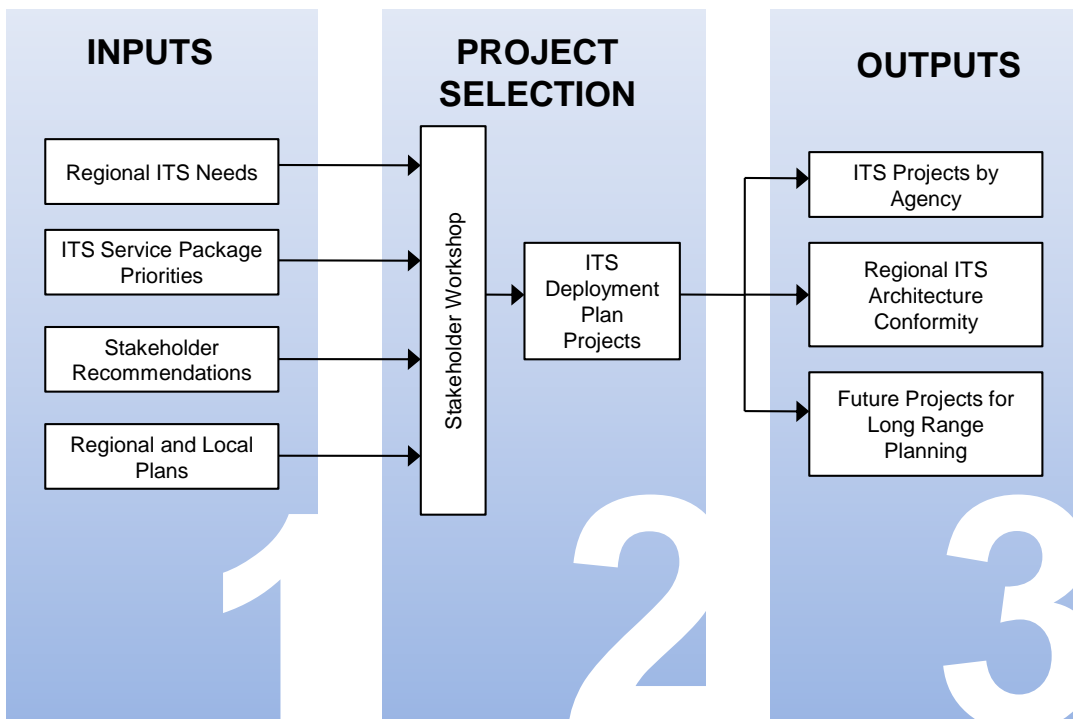 INPUTS
Regional ITS Needs
ITS Service Package
Priorities
Stakeholder
Recommendations
Regional and Local
Plans
1
PROJECT
SELECTION
Stakeholder Workshop
ITS
Deployment
Plan
Projects
2
OUTPUTS
ITS Projects by
Agency
Regional ITS
Architecture
Conformity
Future Projects for
Long Range
Planning
3